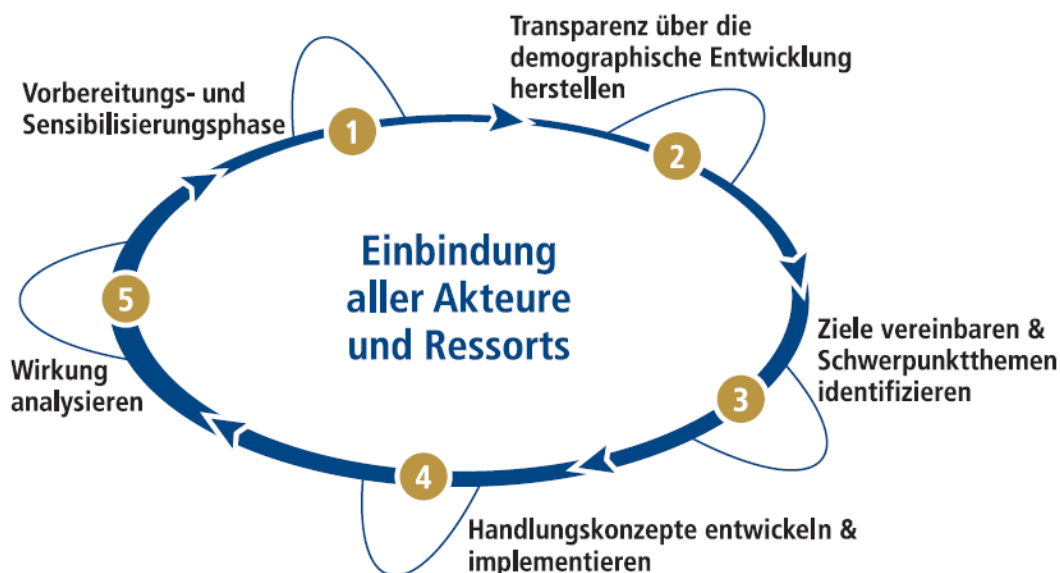 Vorbereitungs- und
Sensibilisierungsphase
1
Transparenz über die
demographische Entwicklung
herstellen
2
Ziele vereinbaren &
Schwerpunktthemen
identifizieren
3
Handlungskonzepte entwickeln &
implementieren
4
Wirkung
analysieren
5
Einbindung
aller Akteure
und Ressorts